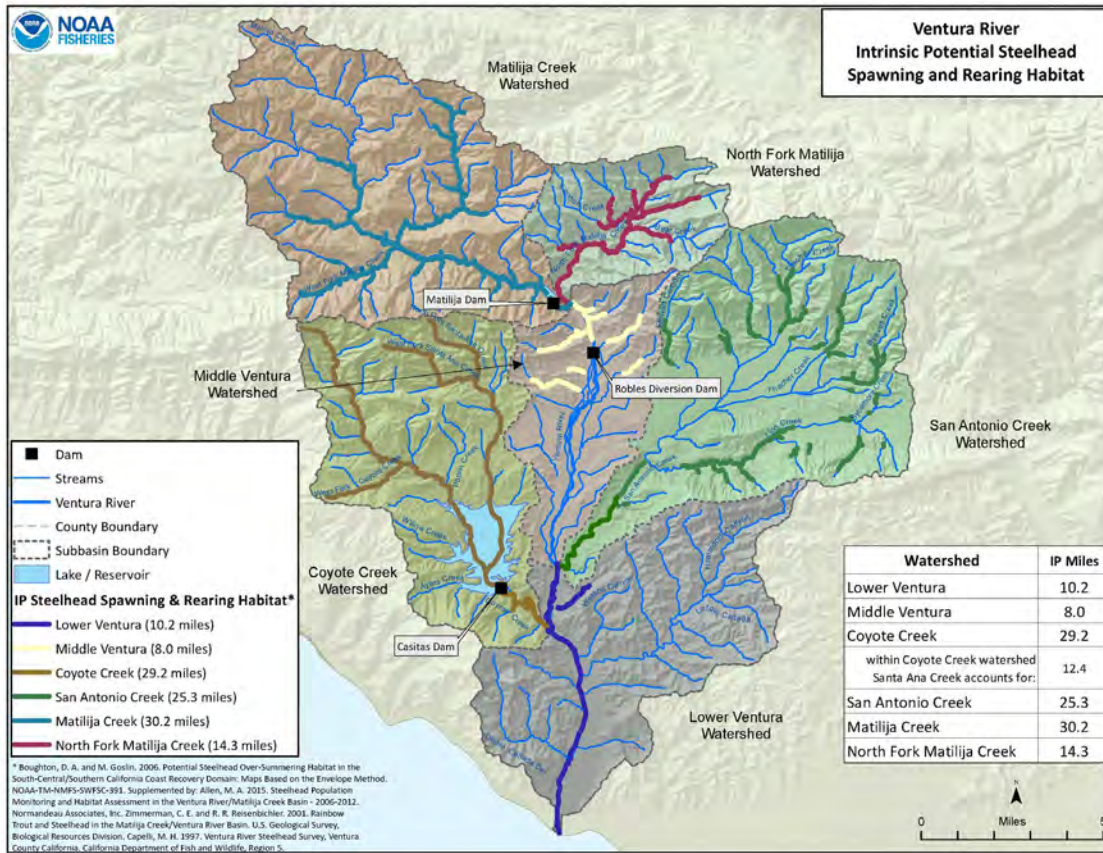 NOAA
FISHERIES
Ventura River
Intrinsic Potential Steelhead
Spawning and Rearing Habitat
Matilija Creek
Watershed
North Fork Matilija
Watershed
Matilija Dam
Middle Ventura
Watershed
Robles Diversion Dam
San Antonio Creek
Watershed
Coyote Creek
Watershed
Casitas Dam
Lower Ventura
Watershed
Dam
Streams
Ventura River
County Boundary
Subbasin Boundary
Lake / Reservoir
IP Steelhead Spawning & Rearing Habitat*
Lower Ventura (10.2 miles)
Middle Ventura (8.0 miles)
Coyote Creek (29.2 miles)
San Antonio Creek (25.3 miles)
Matilija Creek (30.2 miles)
North Fork Matilija Creek (14.3 miles)
* Boughton, D. A. and M. Goslin. 2006. Potential Steelhead Over-Summering Habitat in the
South-Central/Southern California Coast Recovery Domain: Maps Based on the Envelope Method.
NOAA-TM-NMFS-SWFSC-391. Supplemented by: Allen, M. A. 2015. Steelhead Population
Monitoring and Habitat Assessment in the Ventura River/Matilija Creek Basin - 2006-2012.
Normandeau Associates, Inc. Zimmerman, C. E. and R. R. Reisenbichler. 2001. Rainbow
Trout and Steelhead in the Matilija Creek/Ventura River Basin. U.S. Geological Survey,
Biological Resources Division. Capelli, M. H. 1997. Ventura River Steelhead Survey, Ventura
County California. California Department of Fish and Wildlife, Region 5.
Watershed IP Miles
Lower Ventura 10.2
Middle Ventura 8.0
Coyote Creek 29.2
within Coyote Creek watershed
Santa Ana Creek accounts for: 12.4
San Antonio Creek 25.3
Matilija Creek 30.2
North Fork Matilija Creek 14.3
N
Miles
0
5